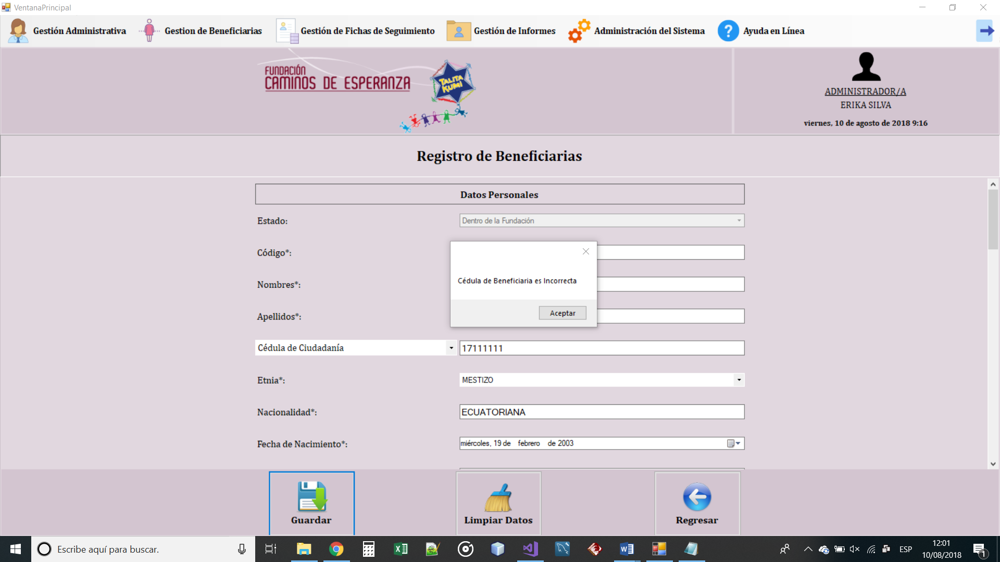 VentanaPrincipal
Gestión Administrativa
Gestion de Beneficiarias
Gestión de Fichas de Seguimiento
Gestión de Informes
Administración del Sistema
? Ayuda en Línea
FUNDACIÓN
CAMINOS DE ESPERANZA
TALITA
KUMI
ADMINISTRADOR/A
ERIKA SILVA
viernes, 10 de agosto de 2018 9:16
Registro de Beneficiarias
Datos Personales
Estado: Dentro de la Fundación
Código*:
Cédula de Beneficiaria es Incorrecta
Nombres*:
Aceptar
Apellidos*:
Cédula de Ciudadanía 17111111
Etnia*: MESTIZO
Nacionalidad*: ECUATORIANA
Fecha de Nacimiento*: miércoles, 19 de febrero de 2003
Guardar
Limpiar Datos
Regresar
Escribe aquí para buscar.
ESP
12:01
10/08/2018
1